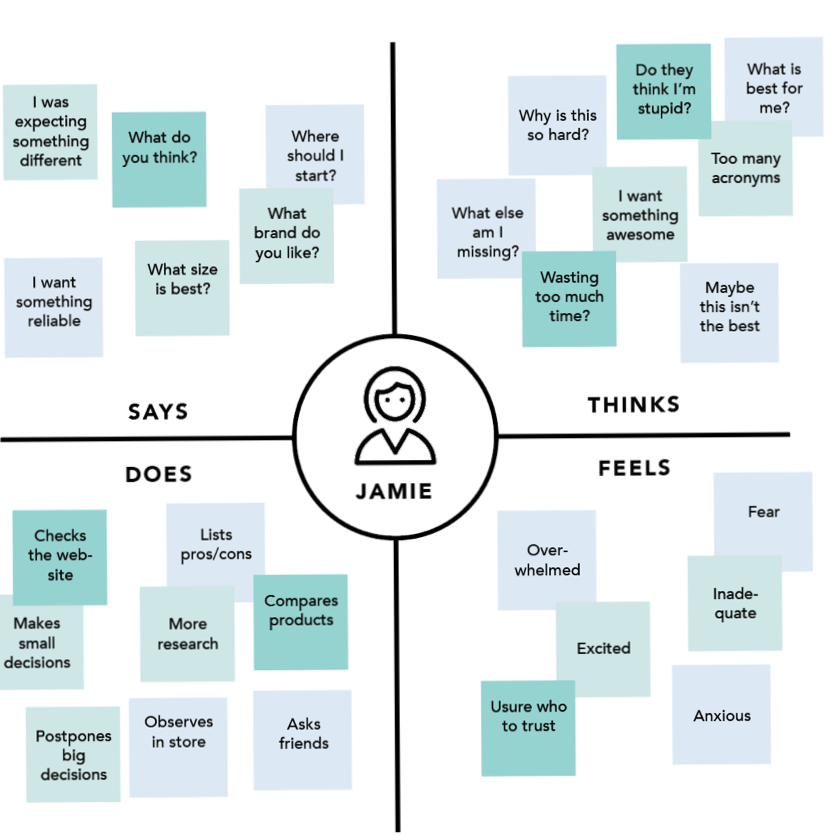 I was
expecting
something
different
What do
you think?
Where
should I
start?
What
brand do
you like?
I want
something
reliable
What size
is best?
SAYS
Why is this
so hard?
Do they
think I'm
stupid?
What is
best for
me?
Too many
acronyms
I want
something
awesome
What else
am I
missing?
Wasting
too much
time?
Maybe
this isn't
the best
THINKS
JAMIE
DOES
Checks
the web-
site
Lists
pros/cons
Compares
products
Makes
small
decisions
More
research
Postpones
big
decisions
Observes
in store
Asks
friends
FEELS
Over-
whelmed
Fear
Inade-
quate
Excited
Usure who
to trust
Anxious